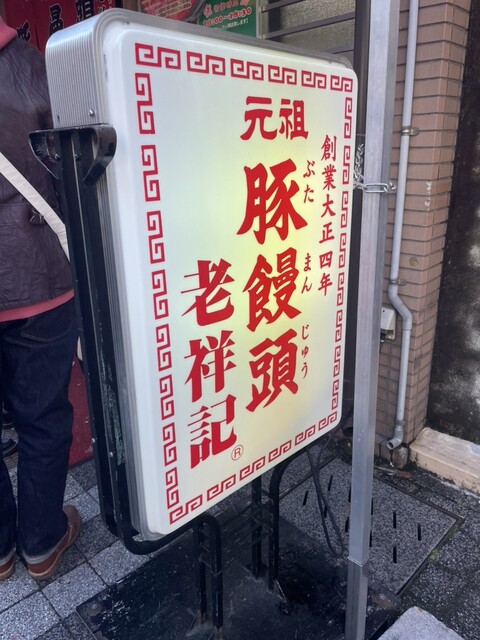 創業大正四年
元祖
豚饅頭
ぶた まん じゅう
老祥記
®